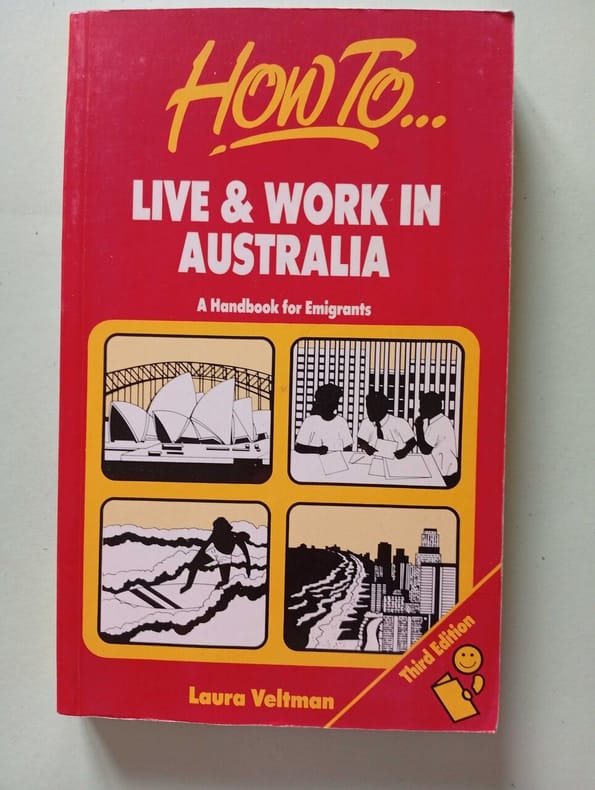 How To...
LIVE & WORK IN
AUSTRALIA
A Handbook for Emigrants
Third Edition
Laura Veltman